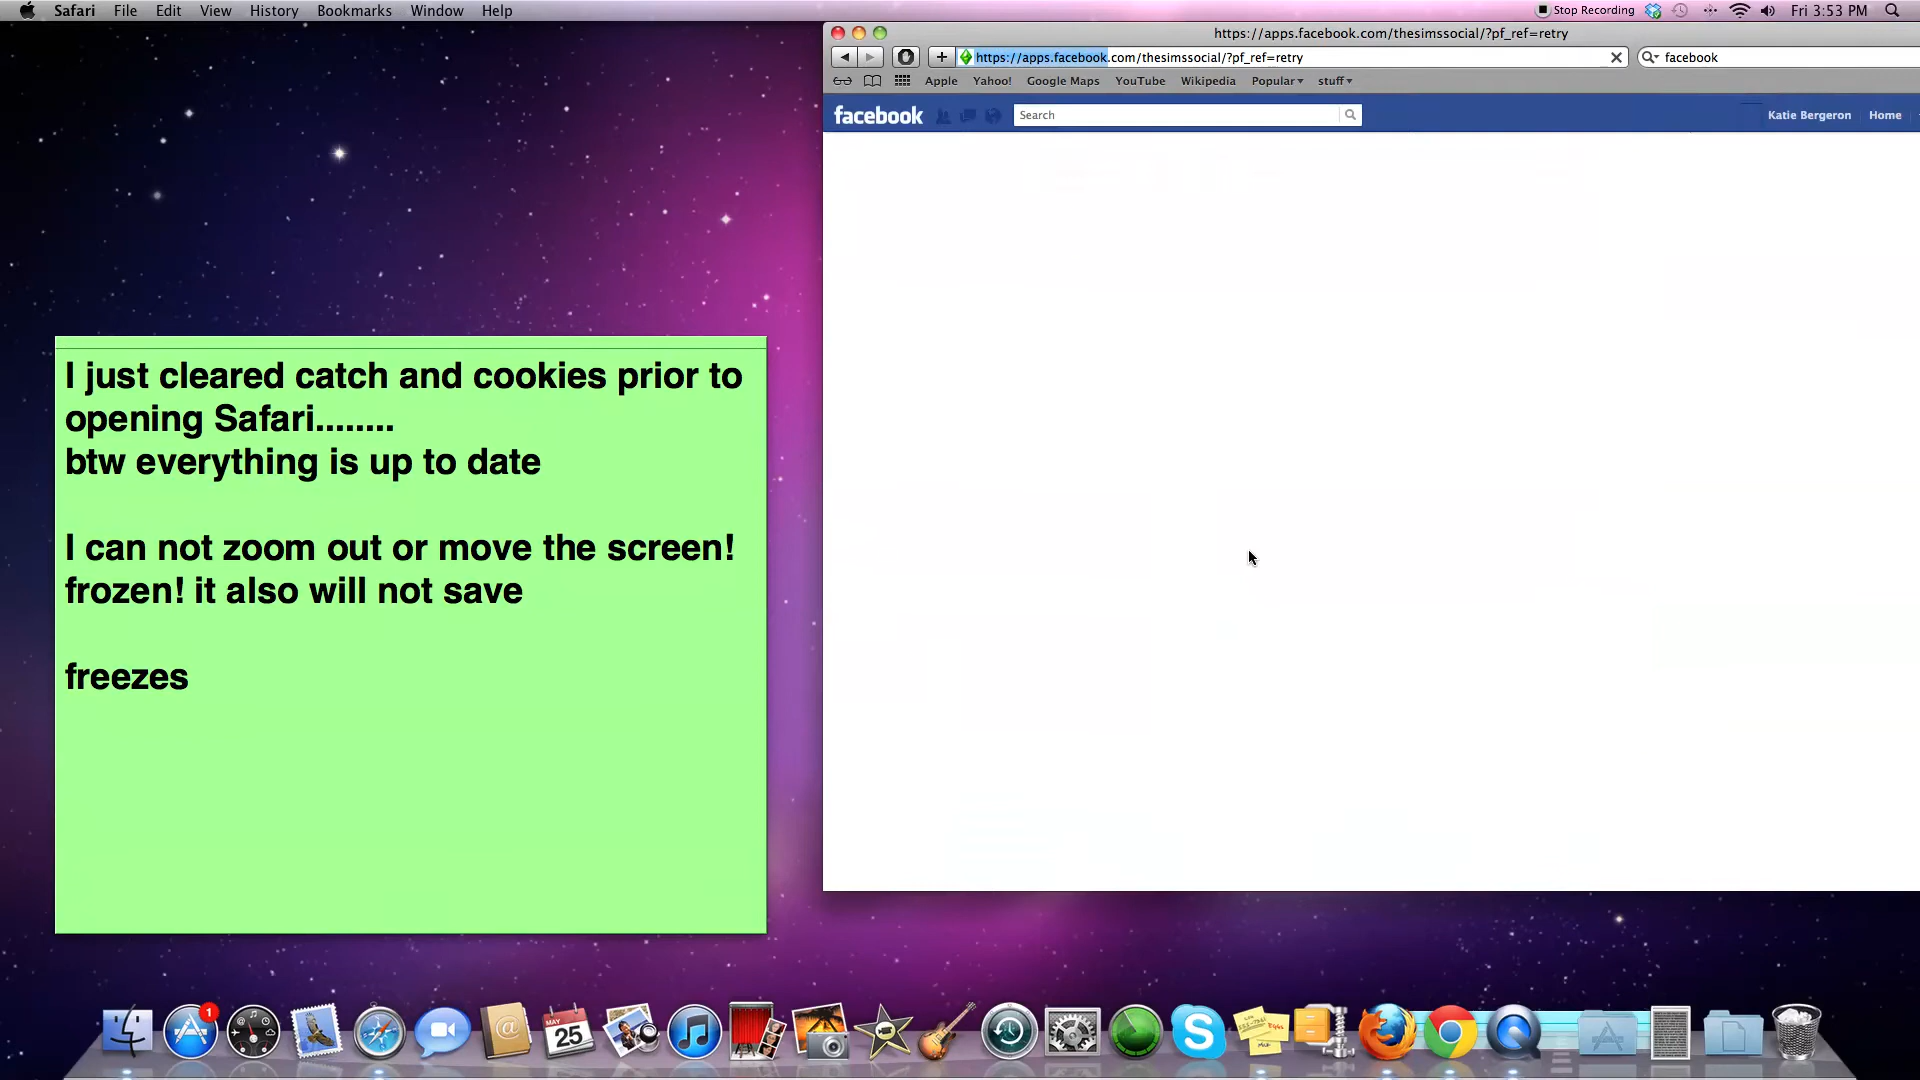 Safari File Edit View History Bookmarks Window Help
Stop Recording Fri 3:53 PM
https://apps.facebook.com/thesimssocial/?pf_ref=retry
https://apps.facebook.com/thesimssocial/?pf_ref=retry facebook
Apple Yahoo! Google Maps YouTube Wikipedia Popular stuff
facebook Search Katie Bergeron Home
I just cleared catch and cookies prior to
opening Safari........
btw everything is up to date
I can not zoom out or move the screen!
frozen! it also will not save
freezes
1
MAY
25